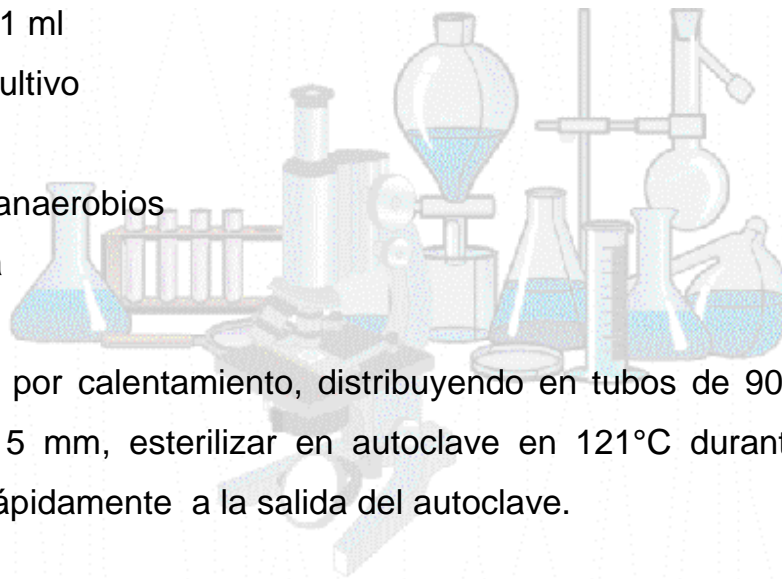 1 ml
ultivo
anaerobios
a
por calentamiento, distribuyendo en tubos de 90
5 mm, esterilizar en autoclave en 121°C durant
ápidamente a la salida del autoclave.